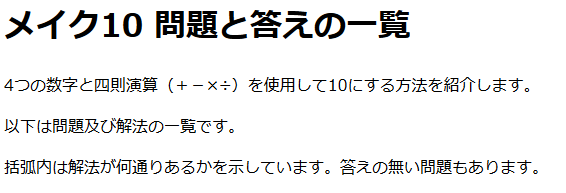 メイク10 問題と答えの一覧
4つの数字と四則演算（＋－×÷）を使用して10にする方法を紹介します。
以下は問題及び解法の一覧です。
括弧内は解法が何通りあるかを示しています。答えの無い問題もあります。